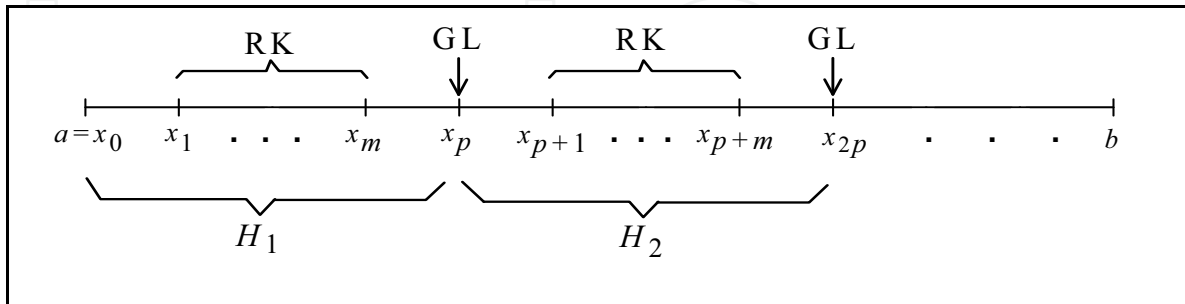 RK GL RK GL
a = x₀ x₁ . . . xₘ xₚ xₚ₊₁ . . . xₚ₊ₘ x₂ₚ . . . b
H₁ H₂